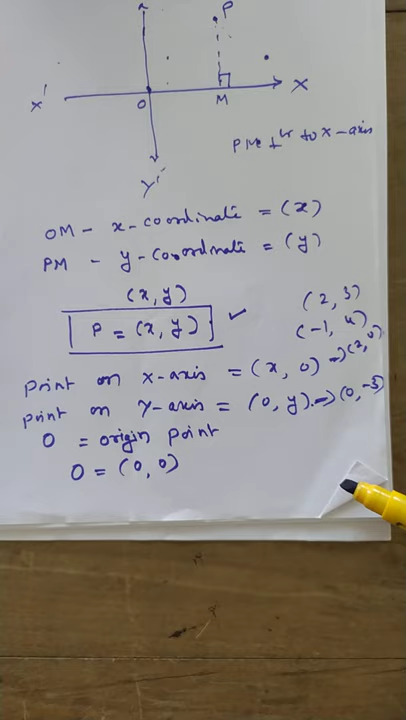 P
X' O M X
PM ⊥lr to X-axis
Y'
OM - x-coordinate = (x)
PM - y-coordinate = (y)
(x, y)
P = (x, y) ✓
(2, 3)
(-1, 4)
Point on X-axis = (x, 0) ⇒ (2, 0)
Point on Y-axis = (0, y) ⇒ (0, -3)
O = origin point
O = (0, 0)